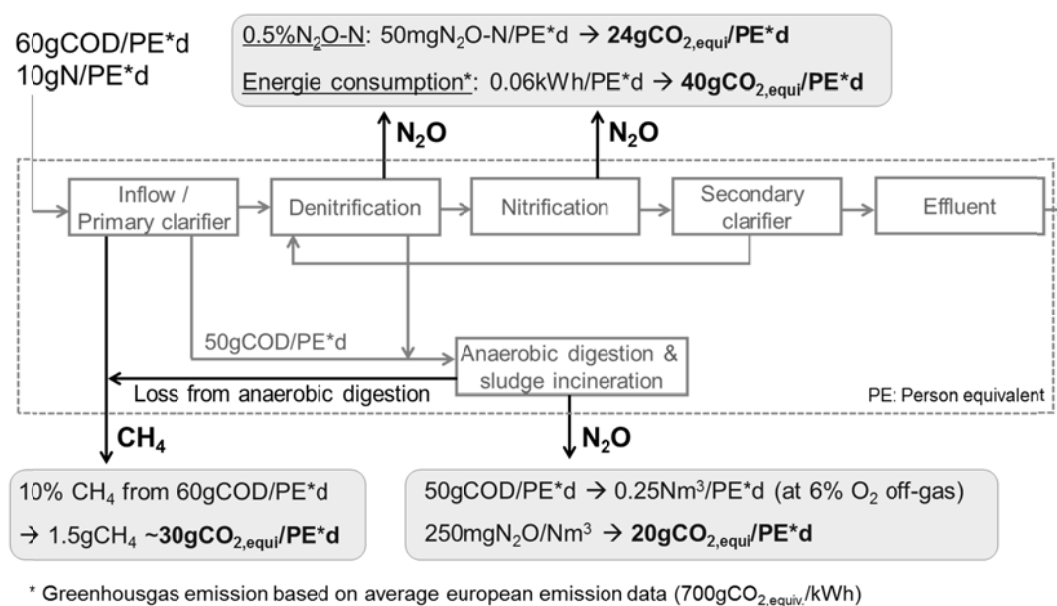 60gCOD/PE*d
10gN/PE*d
0.5%N₂O-N: 50mgN₂O-N/PE*d → 24gCO₂,equi/PE*d
Energie consumption*: 0.06kWh/PE*d → 40gCO₂,equi/PE*d
N₂O
N₂O
Inflow /
Primary clarifier
Denitrification
Nitrification
Secondary
clarifier
Effluent
50gCOD/PE*d
Anaerobic digestion &
sludge incineration
Loss from anaerobic digestion
PE: Person equivalent
CH₄
N₂O
10% CH₄ from 60gCOD/PE*d
→ 1.5gCH₄ ~30gCO₂,equi/PE*d
50gCOD/PE*d → 0.25Nm³/PE*d (at 6% O₂ off-gas)
250mgN₂O/Nm³ → 20gCO₂,equi/PE*d
* Greenhousgas emission based on average european emission data (700gCO₂,equiv./kWh)